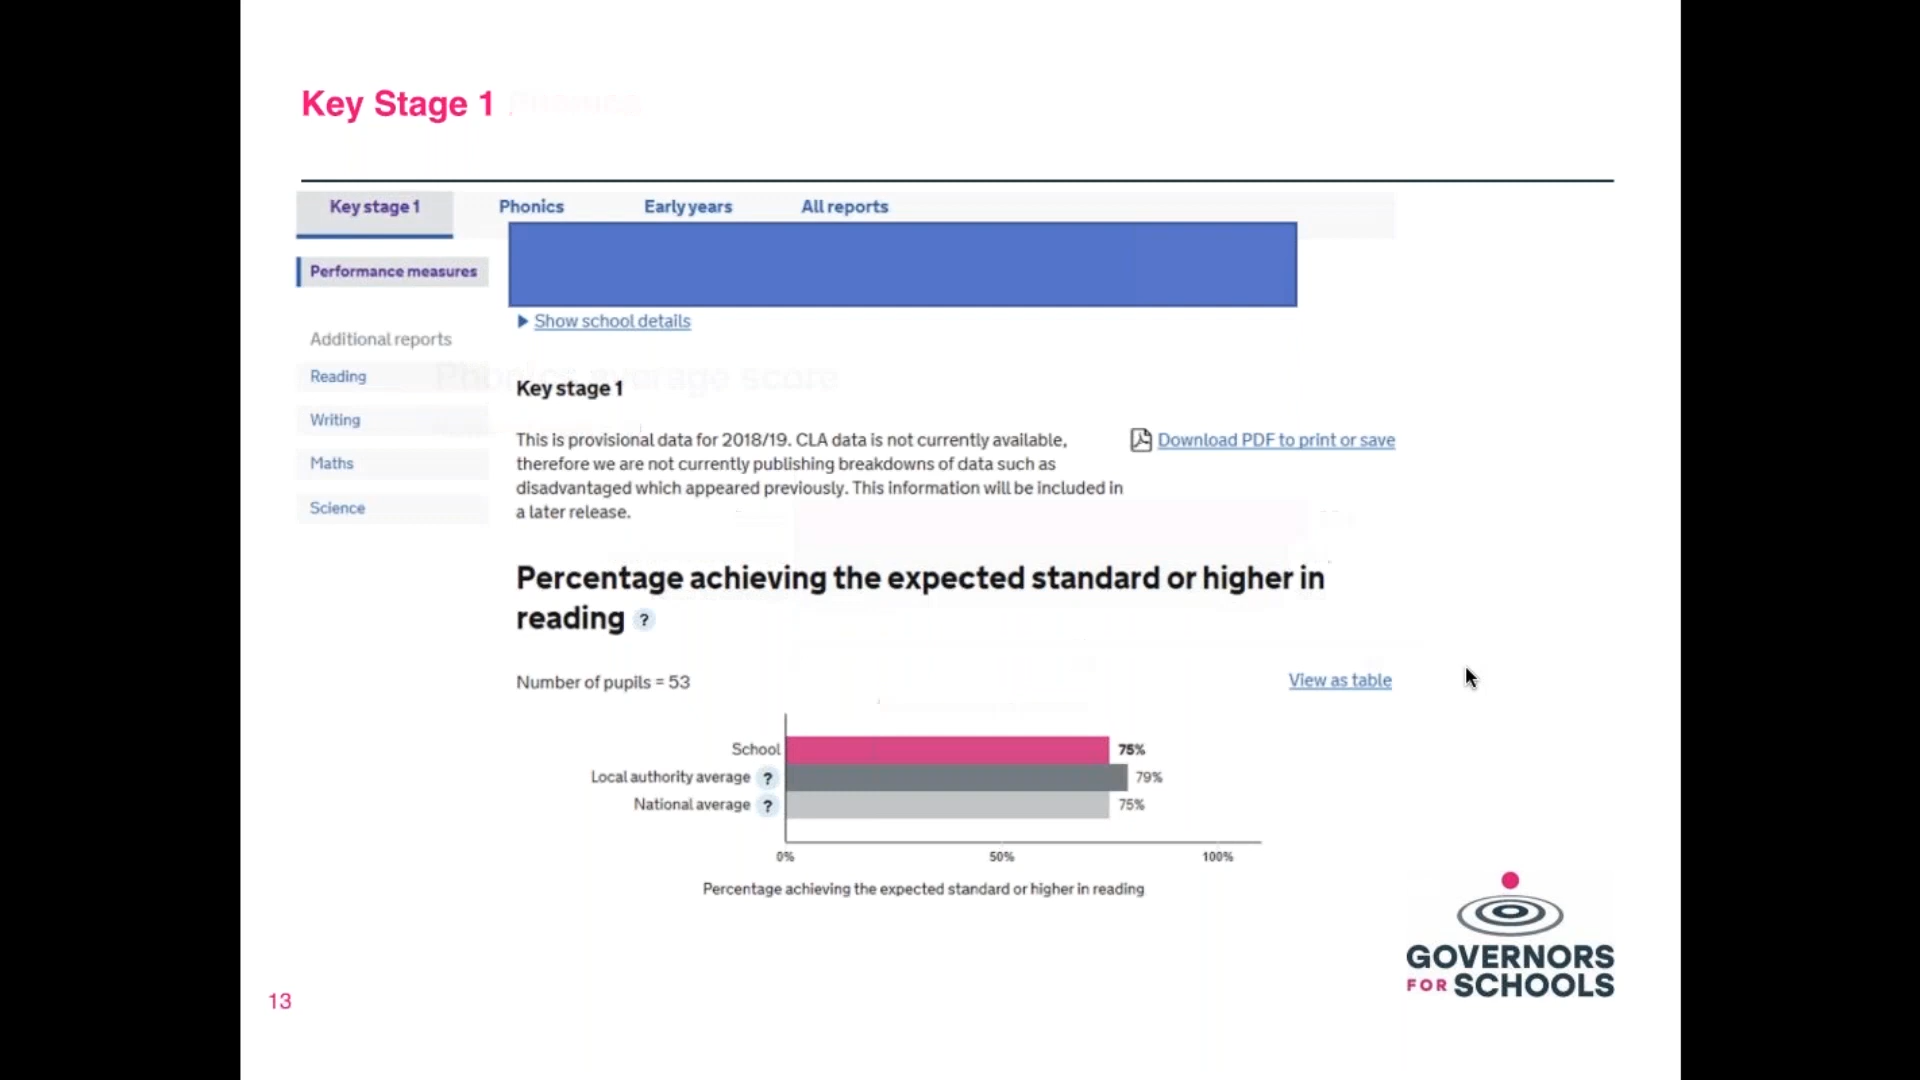 Key Stage 1
Key stage 1 Phonics Early years All reports
Performance measures
Show school details
Additional reports
Reading
Writing
Maths
Science
Phonics average score
Key stage 1
This is provisional data for 2018/19. CLA data is not currently available,
therefore we are not currently publishing breakdowns of data such as
disadvantaged which appeared previously. This information will be included in
a later release.
Download PDF to print or save
Percentage achieving the expected standard or higher in
reading ?
Number of pupils = 53
View as table
School 75%
Local authority average ? 79%
National average ? 75%
0% 50% 100%
Percentage achieving the expected standard or higher in reading
GOVERNORS
FOR SCHOOLS
13